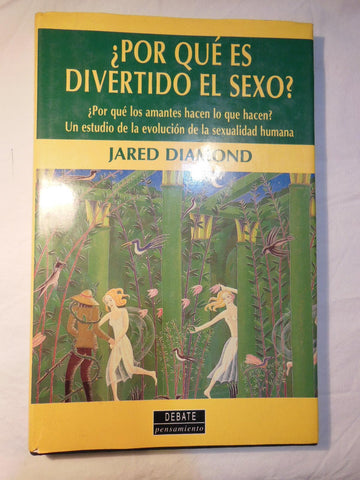 ¿POR QUÉ ES
DIVERTIDO EL SEXO?
¿Por qué los amantes hacen lo que hacen?
Un estudio de la evolución de la sexualidad humana
JARED DIAMOND
DEBATE
pensamiento